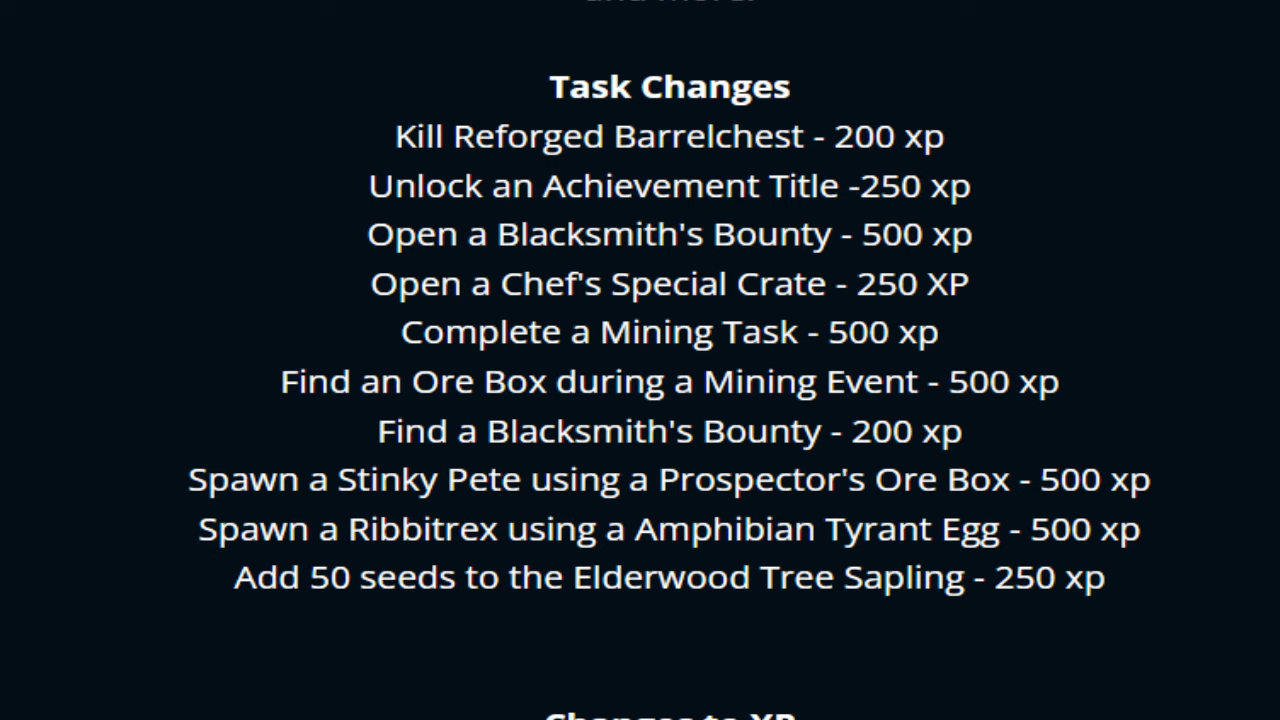 Task Changes
Kill Reforged Barrelchest - 200 xp
Unlock an Achievement Title -250 xp
Open a Blacksmith's Bounty - 500 xp
Open a Chef's Special Crate - 250 XP
Complete a Mining Task - 500 xp
Find an Ore Box during a Mining Event - 500 xp
Find a Blacksmith's Bounty - 200 xp
Spawn a Stinky Pete using a Prospector's Ore Box - 500 xp
Spawn a Ribbitrex using a Amphibian Tyrant Egg - 500 xp
Add 50 seeds to the Elderwood Tree Sapling - 250 xp
Changes to XP